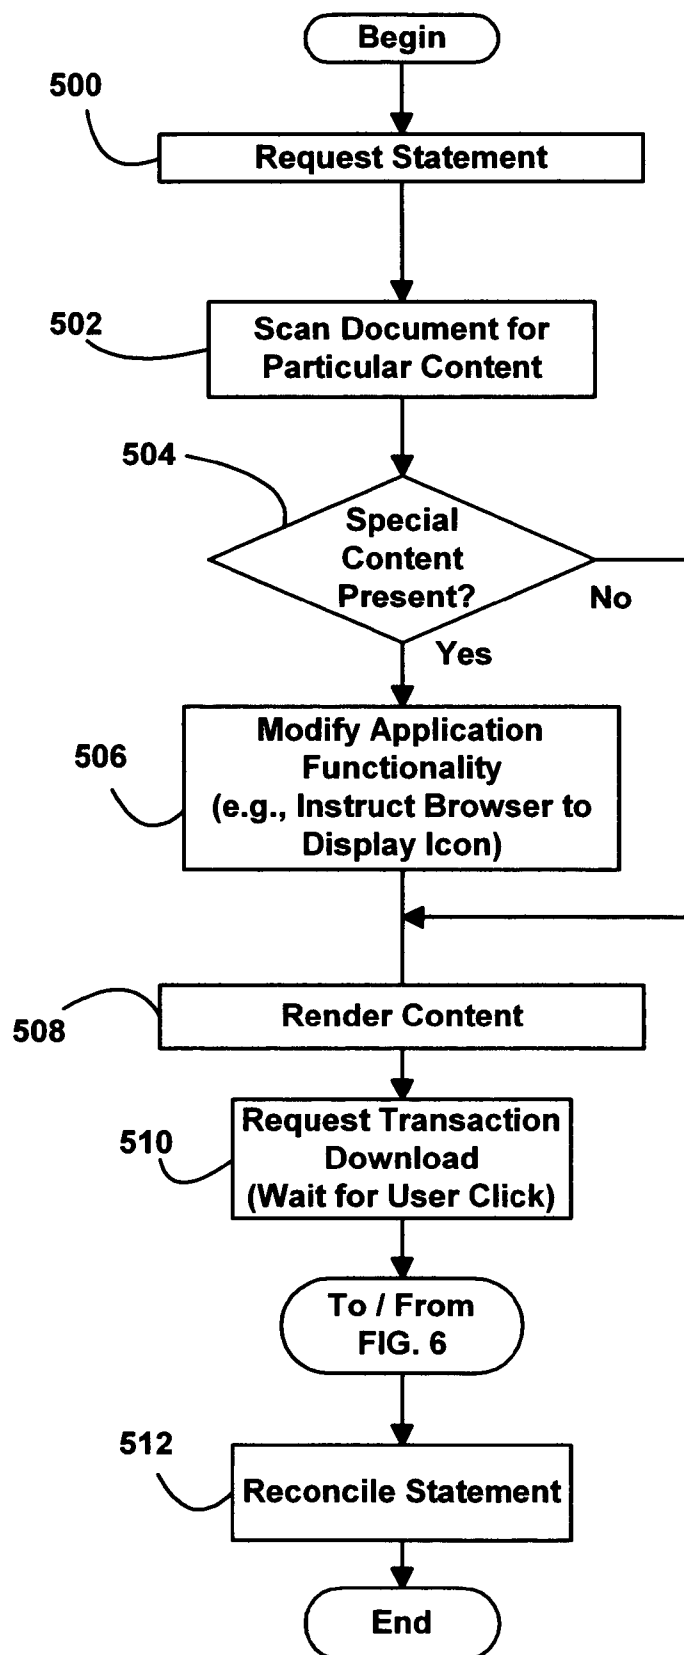 Begin
500
Request Statement
502
Scan Document for
Particular Content
504
Special
Content
Present?
No
Yes
506
Modify Application
Functionality
(e.g., Instruct Browser to
Display Icon)
508
Render Content
510
Request Transaction
Download
(Wait for User Click)
To / From
FIG. 6
512
Reconcile Statement
End